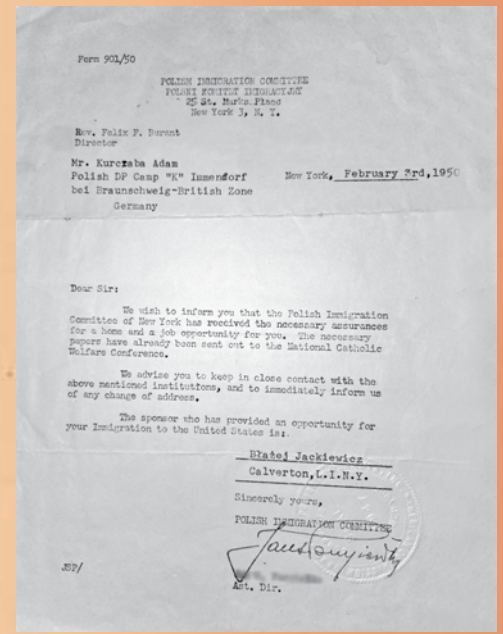 Form 901/50
POLISH IMMIGRATION COMMITTEE
POLSKI KOMITET IMIGRACYJNY
25 St. Marks Place
New York 3, N. Y.
Rev. Felix F. Burant
Director
Mr. Kurczaba Adam
Polish DP Camp "K" Immendorf
New York, February 3rd, 1950
bei Braunschweig-British Zone
Germany
Dear Sir:
We wish to inform you that the Polish Immigration
Committee of New York has received the necessary assurances
for a home and a job opportunity for you. The necessary
papers have already been sent out to the National Catholic
Welfare Conference.
We advise you to keep in close contact with the
above mentioned institutions, and to immediately inform us
of any change of address.
The sponsor who has provided an opportunity for
your Immigration to the United States is:.
Błażej Jackiewicz
Calverton, L.I.N.Y.
Sincerely yours,
POLISH IMMIGRATION COMMITTEE
JSP/
Ast. Dir.